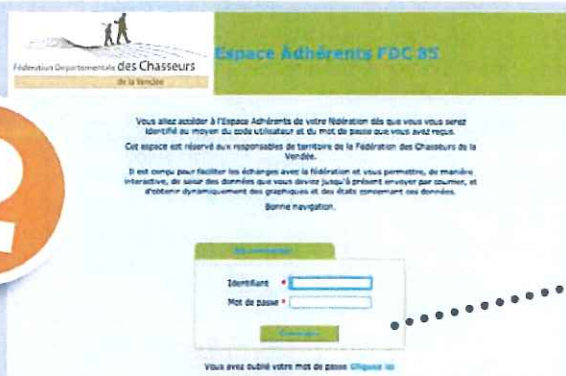 Fédération Départementale des Chasseurs
de la Vendée
Espace Adhérents FDC 85
Vous allez accéder à l'Espace Adhérents de votre fédération dès que vous vous serez
identifié au moyen du code utilisateur et du mot de passe que vous avez reçus.
Cet espace est réservé aux responsables de territoire de la Fédération des Chasseurs de la
Vendée.
Il est conçu pour faciliter les échanges avec la fédération et vous permettre, de manière
interactive, de saisir des données que vous deviez jusqu'à présent envoyer par courrier, et
d'obtenir dynamiquement des graphiques et des états concernant ces données.
Bonne navigation.
Identifiant *
Mot de passe *
Vous avez oublié votre mot de passe Cliquez ici